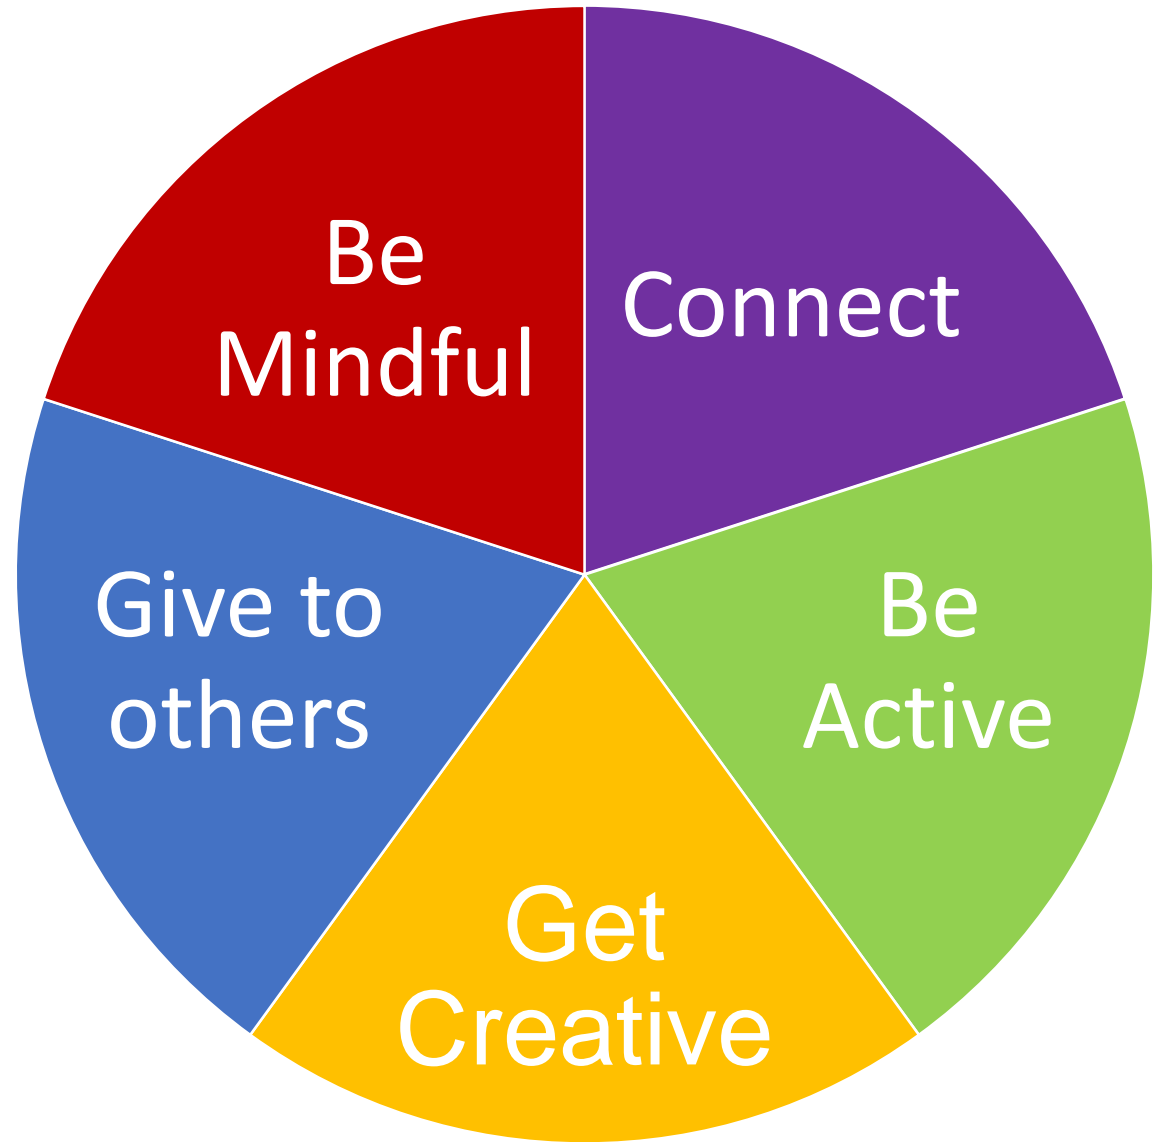 Be
Mindful
Connect
Give to
others
Be
Active
Get
Creative